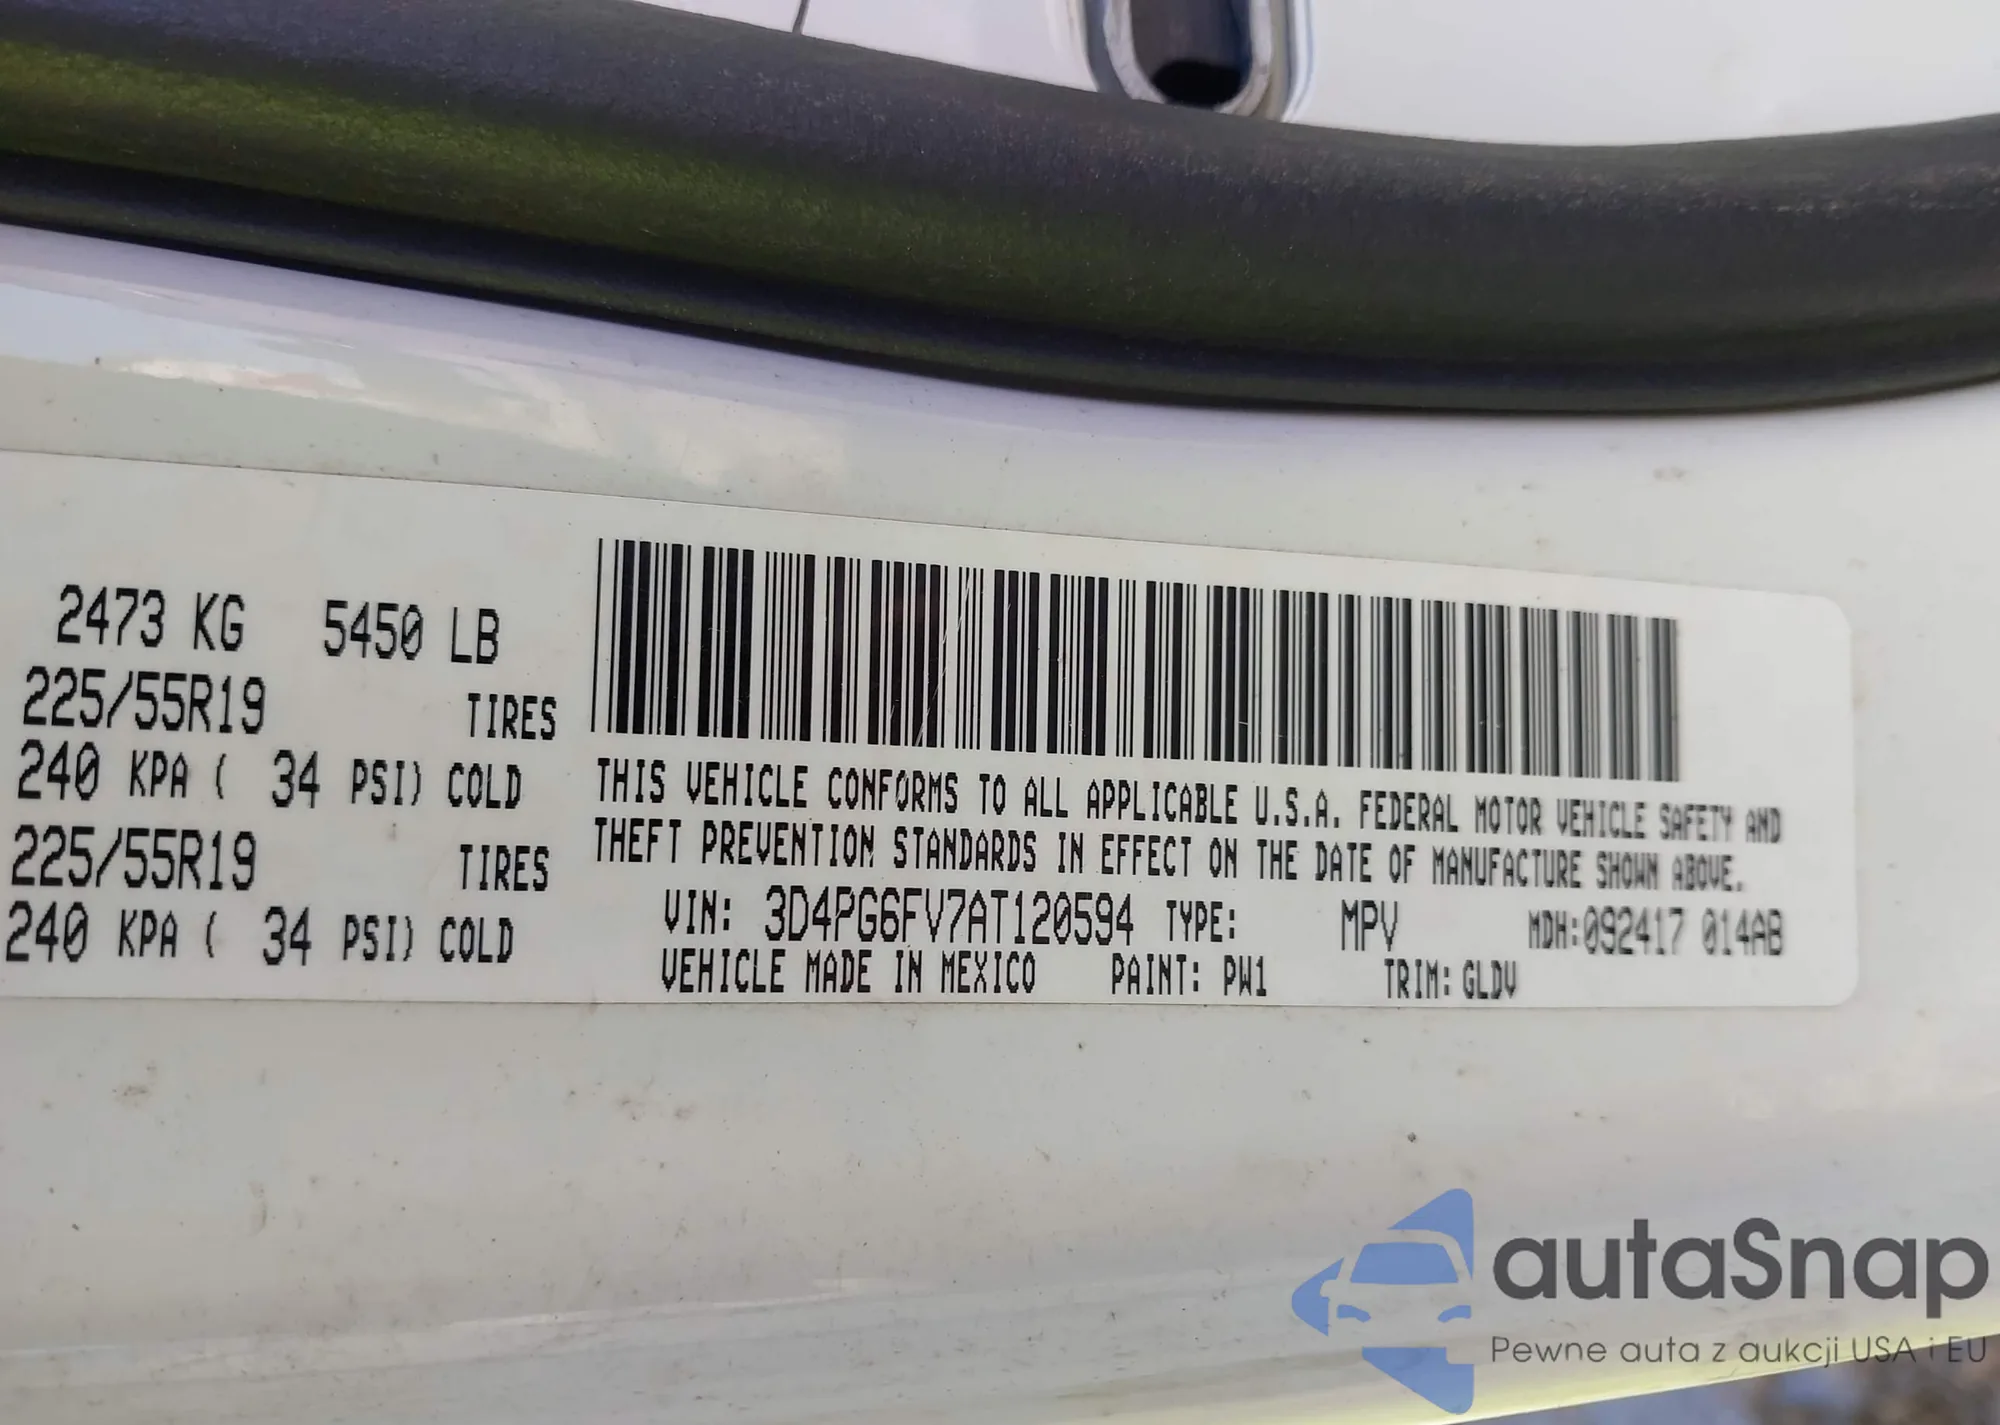 2473 KG 5450 LB
225/55R19 TIRES
240 KPA ( 34 PSI) COLD
225/55R19 TIRES
240 KPA ( 34 PSI) COLD
THIS VEHICLE CONFORMS TO ALL APPLICABLE U.S.A. FEDERAL MOTOR VEHICLE SAFETY AND
THEFT PREVENTION STANDARDS IN EFFECT ON THE DATE OF MANUFACTURE SHOWN ABOVE.
VIN: 3D4PG6FV7AT120594 TYPE: MPV MDH:092417 014AB
VEHICLE MADE IN MEXICO PAINT: PW1 TRIM: GLDV
autaSnap
Pewne auta z aukcji USA i EU